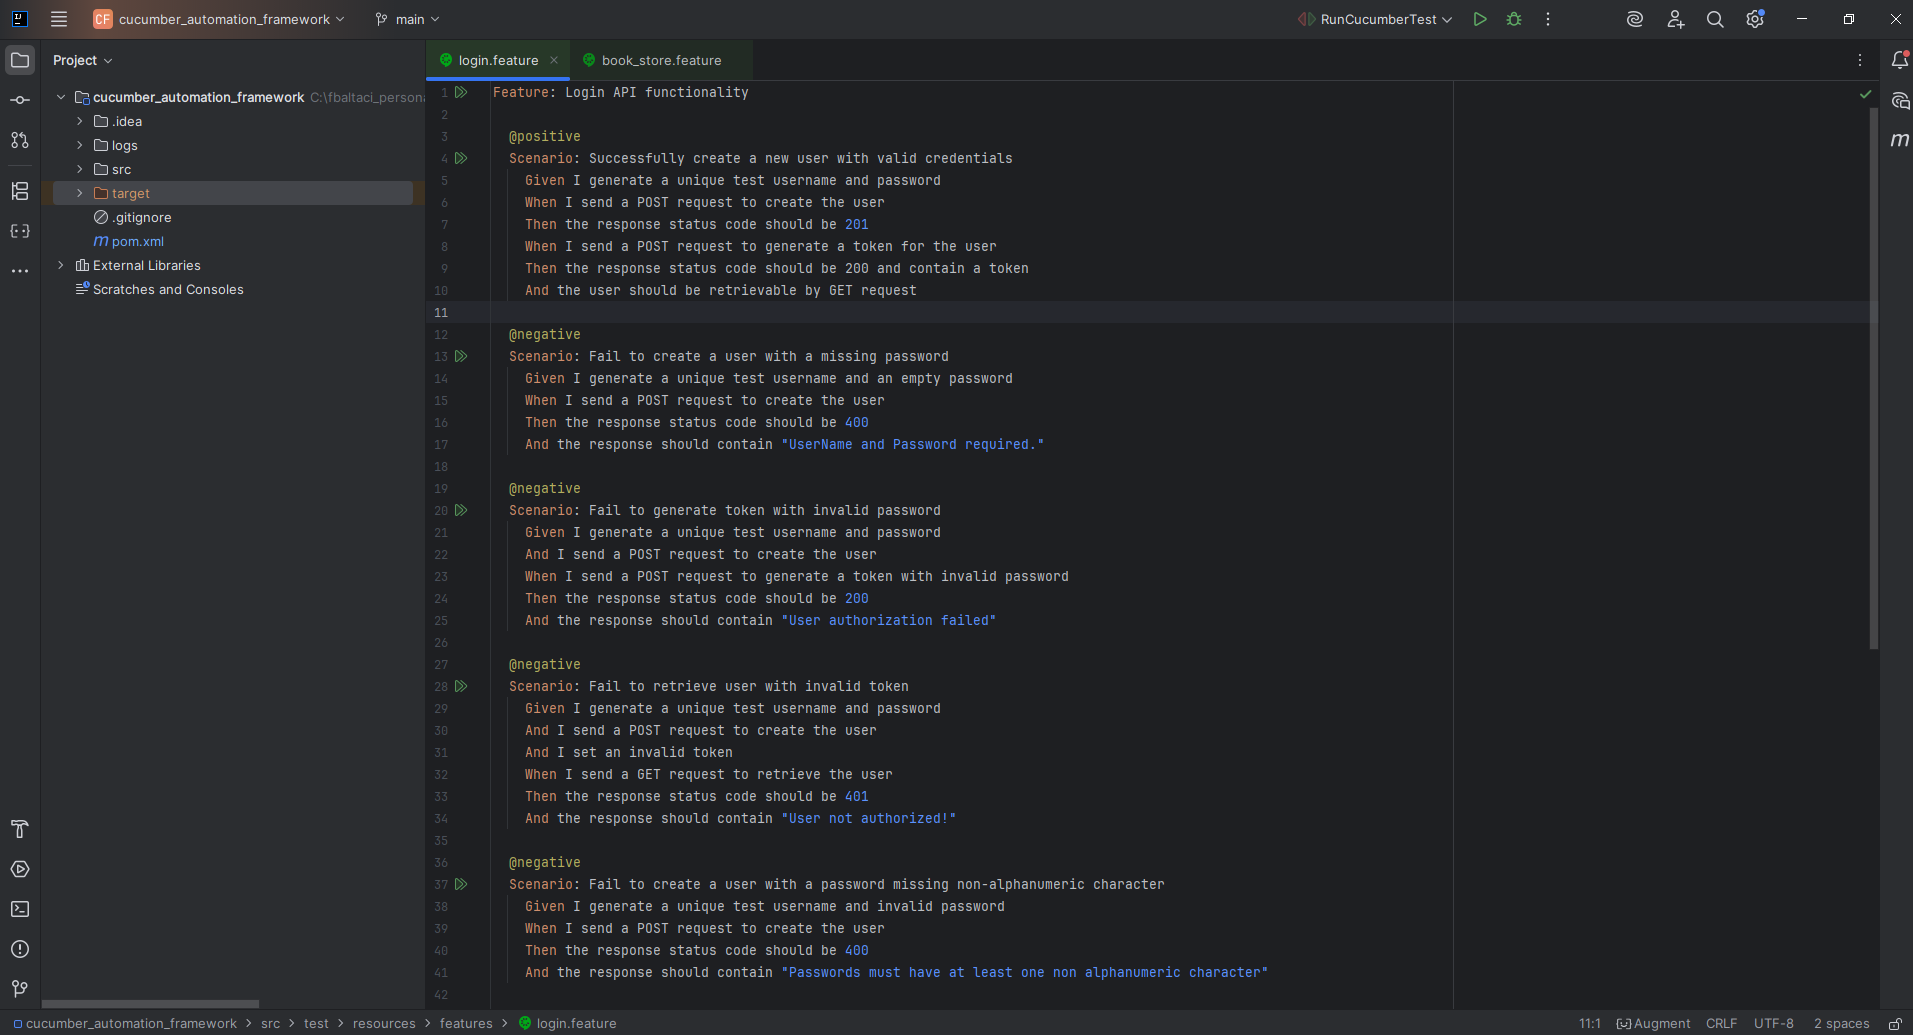 CF cucumber_automation_framework main RunCucumberTest
Project
login.feature book_store.feature
cucumber_automation_framework C:\fbaltaci_persona
.idea
logs
src
target
.gitignore
m pom.xml
External Libraries
Scratches and Consoles
1 Feature: Login API functionality
2
3 @positive
4 Scenario: Successfully create a new user with valid credentials
5 Given I generate a unique test username and password
6 When I send a POST request to create the user
7 Then the response status code should be 201
8 When I send a POST request to generate a token for the user
9 Then the response status code should be 200 and contain a token
10 And the user should be retrievable by GET request
11
12 @negative
13 Scenario: Fail to create a user with a missing password
14 Given I generate a unique test username and an empty password
15 When I send a POST request to create the user
16 Then the response status code should be 400
17 And the response should contain "UserName and Password required."
18
19 @negative
20 Scenario: Fail to generate token with invalid password
21 Given I generate a unique test username and password
22 And I send a POST request to create the user
23 When I send a POST request to generate a token with invalid password
24 Then the response status code should be 200
25 And the response should contain "User authorization failed"
26
27 @negative
28 Scenario: Fail to retrieve user with invalid token
29 Given I generate a unique test username and password
30 And I send a POST request to create the user
31 And I set an invalid token
32 When I send a GET request to retrieve the user
33 Then the response status code should be 401
34 And the response should contain "User not authorized!"
35
36 @negative
37 Scenario: Fail to create a user with a password missing non-alphanumeric character
38 Given I generate a unique test username and invalid password
39 When I send a POST request to create the user
40 Then the response status code should be 400
41 And the response should contain "Passwords must have at least one non alphanumeric character"
42
m
cucumber_automation_framework > src > test > resources > features > login.feature
11:1 Augment CRLF UTF-8 2 spaces